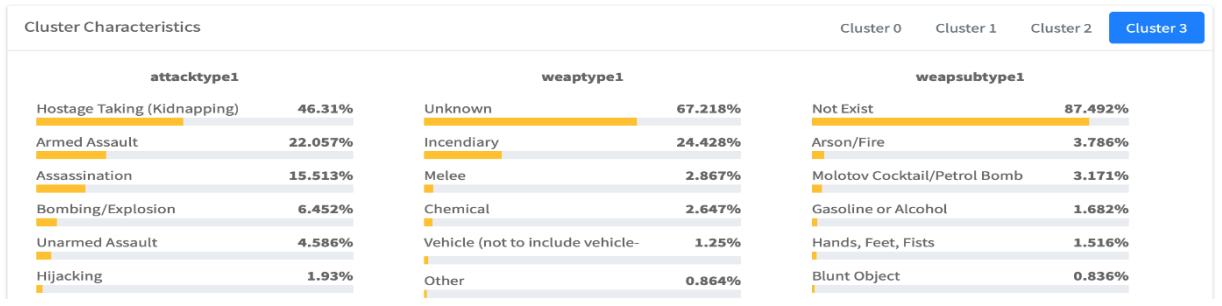 Cluster Characteristics Cluster 0 Cluster 1 Cluster 2 Cluster 3
attacktype1 weaptype1 weapsubtype1
Hostage Taking (Kidnapping) 46.31% Unknown 67.218% Not Exist 87.492%
Armed Assault 22.057% Incendiary 24.428% Arson/Fire 3.786%
Assassination 15.513% Melee 2.867% Molotov Cocktail/Petrol Bomb 3.171%
Bombing/Explosion 6.452% Chemical 2.647% Gasoline or Alcohol 1.682%
Unarmed Assault 4.586% Vehicle (not to include vehicle- 1.25% Hands, Feet, Fists 1.516%
Hijacking 1.93% Other 0.864% Blunt Object 0.836%